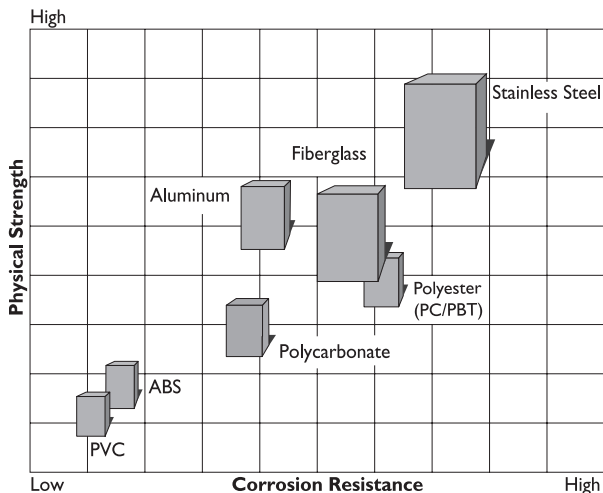 High
Stainless Steel
Fiberglass
Aluminum
Physical Strength
Polyester
(PC/PBT)
Polycarbonate
ABS
PVC
Low
Corrosion Resistance
High